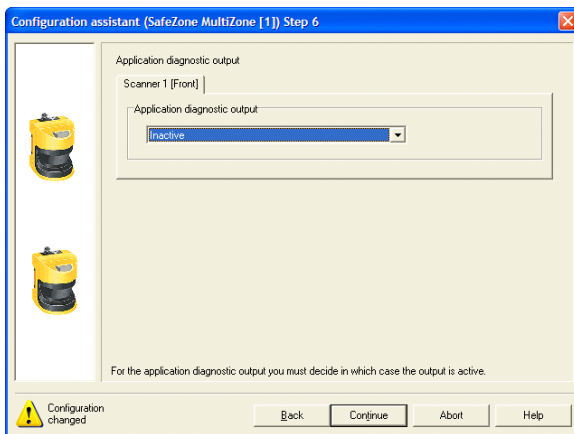 Configuration assistant (SafeZone MultiZone [1]) Step 6
Application diagnostic output
Scanner 1 [Front]
Application diagnostic output
Inactive
For the application diagnostic output you must decide in which case the output is active.
Configuration
changed
Back
Continue
Abort
Help